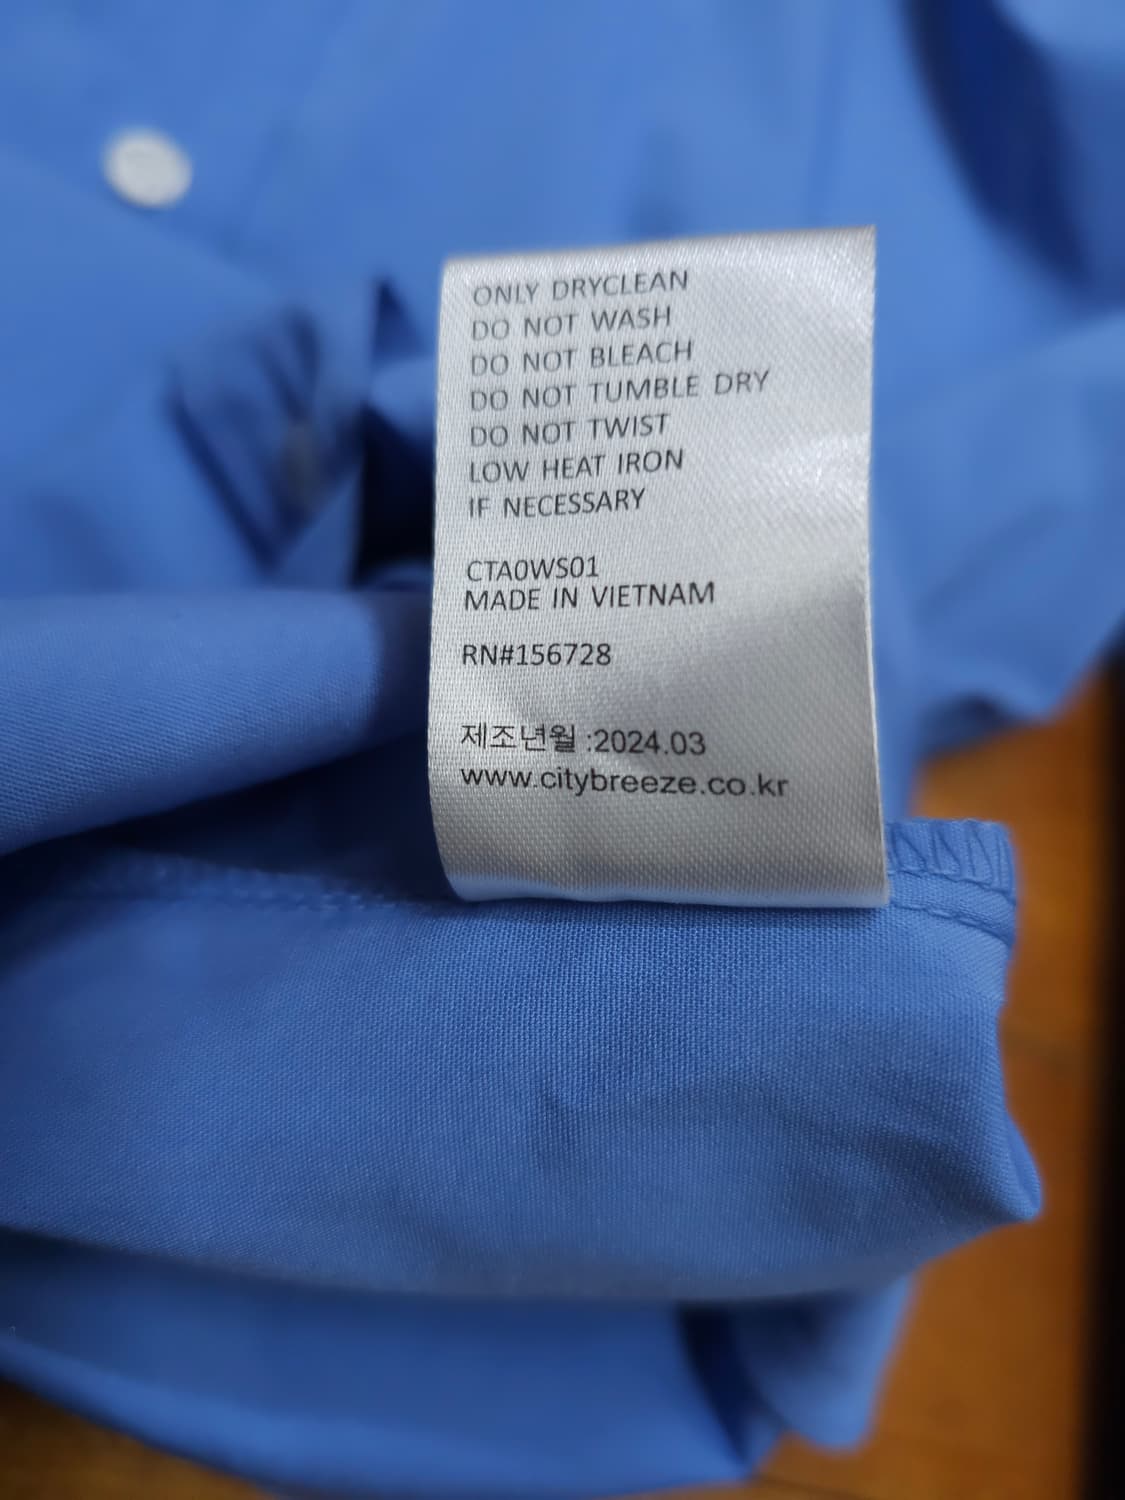 ONLY DRYCLEAN
DO NOT WASH
DO NOT BLEACH
DO NOT TUMBLE DRY
DO NOT TWIST
LOW HEAT IRON
IF NECESSARY
CTA0WS01
MADE IN VIETNAM
RN#156728
제조년월 :2024.03
www.citybreeze.co.kr